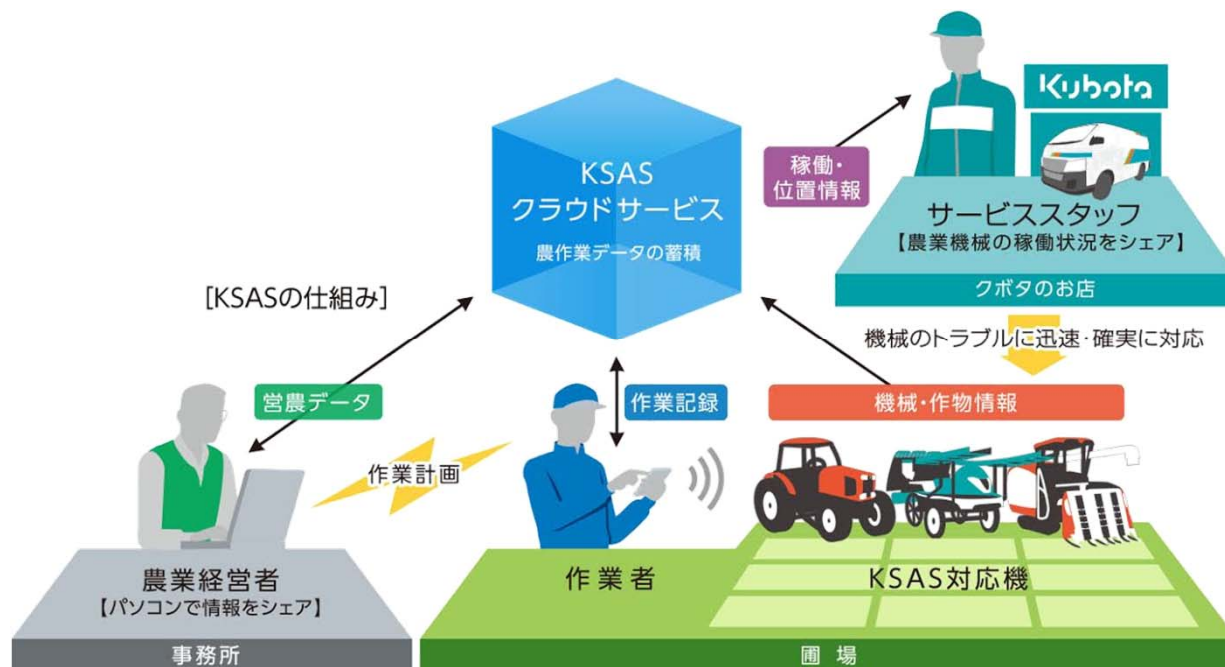 Kubota
KSAS
クラウドサービス
農作業データの蓄積
稼働・
位置情報
サービススタッフ
【農業機械の稼働状況をシェア】
クボタのお店
[KSASの仕組み]
機械のトラブルに迅速・確実に対応
営農データ
作業記録
機械・作物情報
作業計画
農業経営者
【パソコンで情報をシェア】
事務所
作業者
KSAS対応機
圃場